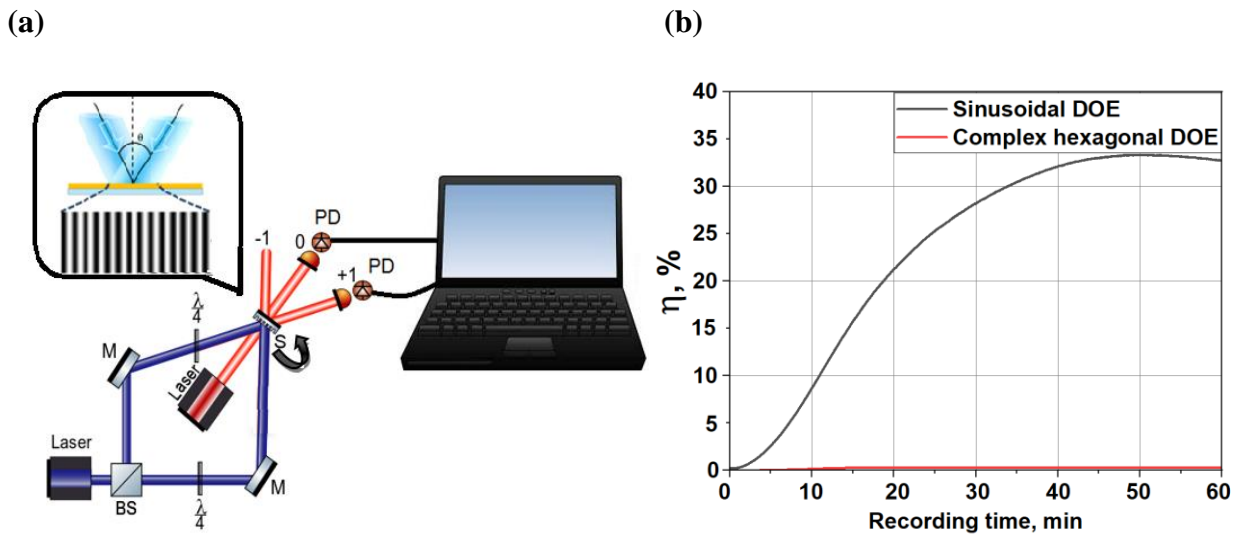 (a)
(b)
θ
-1
0
PD
+1
PD
λ
4
M
S
Laser
Laser
M
BS
λ
4
40
35
30
25
20
15
10
5
0
η, %
Sinusoidal DOE
Complex hexagonal DOE
0
10
20
30
40
50
60
Recording time, min